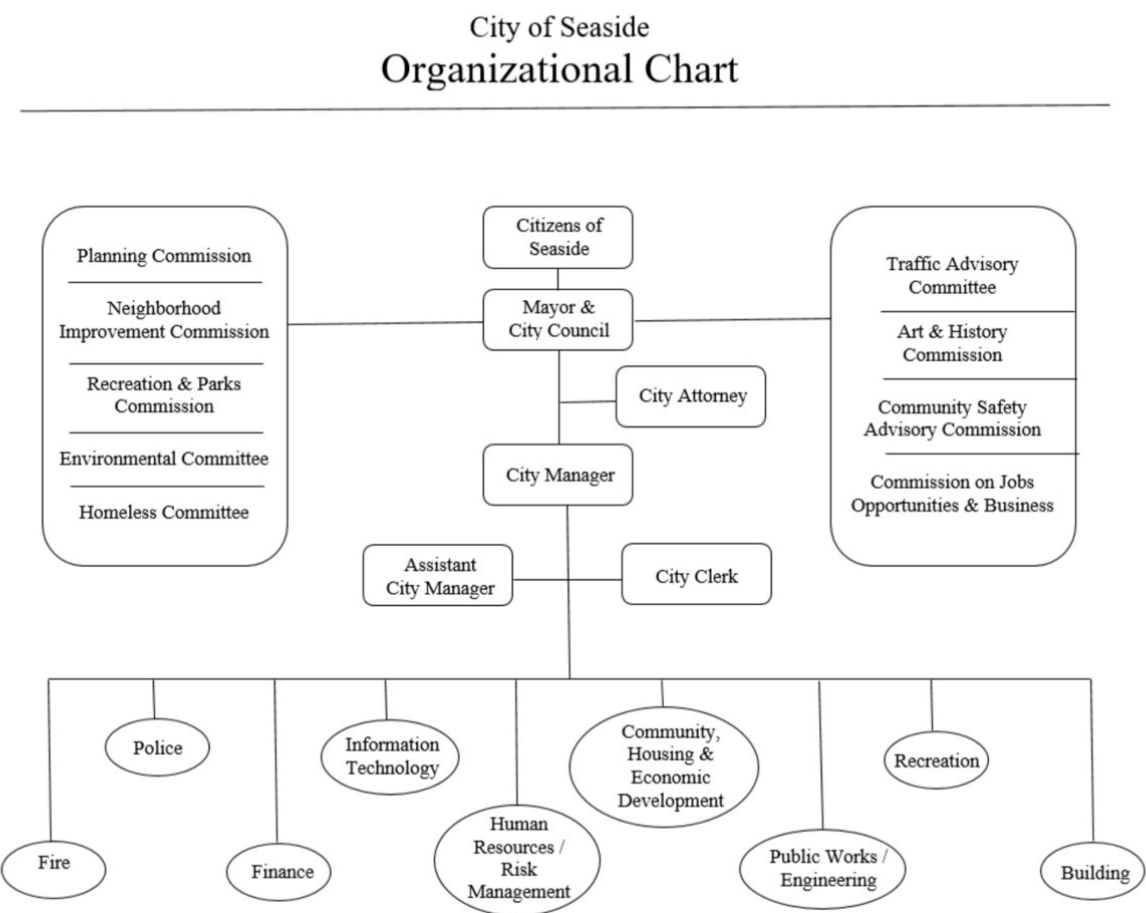 City of Seaside
Organizational Chart
Planning Commission
Neighborhood
Improvement Commission
Recreation & Parks
Commission
Environmental Committee
Homeless Committee
Citizens of
Seaside
Mayor &
City Council
City Attorney
City Manager
Assistant
City Manager
City Clerk
Traffic Advisory
Committee
Art & History
Commission
Community Safety
Advisory Commission
Commission on Jobs
Opportunities & Business
Fire
Police
Finance
Information
Technology
Human
Resources /
Risk
Management
Community,
Housing &
Economic
Development
Public Works /
Engineering
Recreation
Building